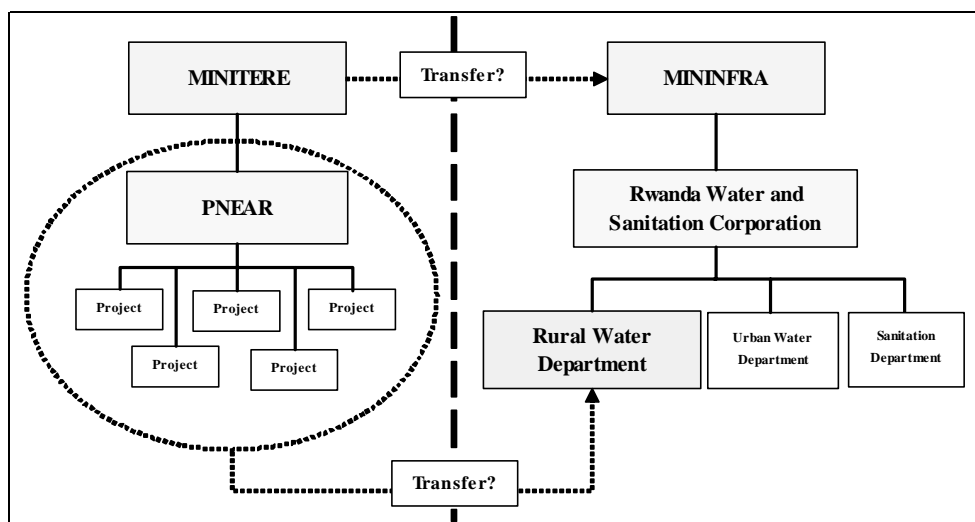 MINITERE
Transfer?
MININFRA
PNEAR
Rwanda Water and
Sanitation Corporation
Project
Project
Project
Project
Project
Rural Water
Department
Urban Water
Department
Sanitation
Department
Transfer?